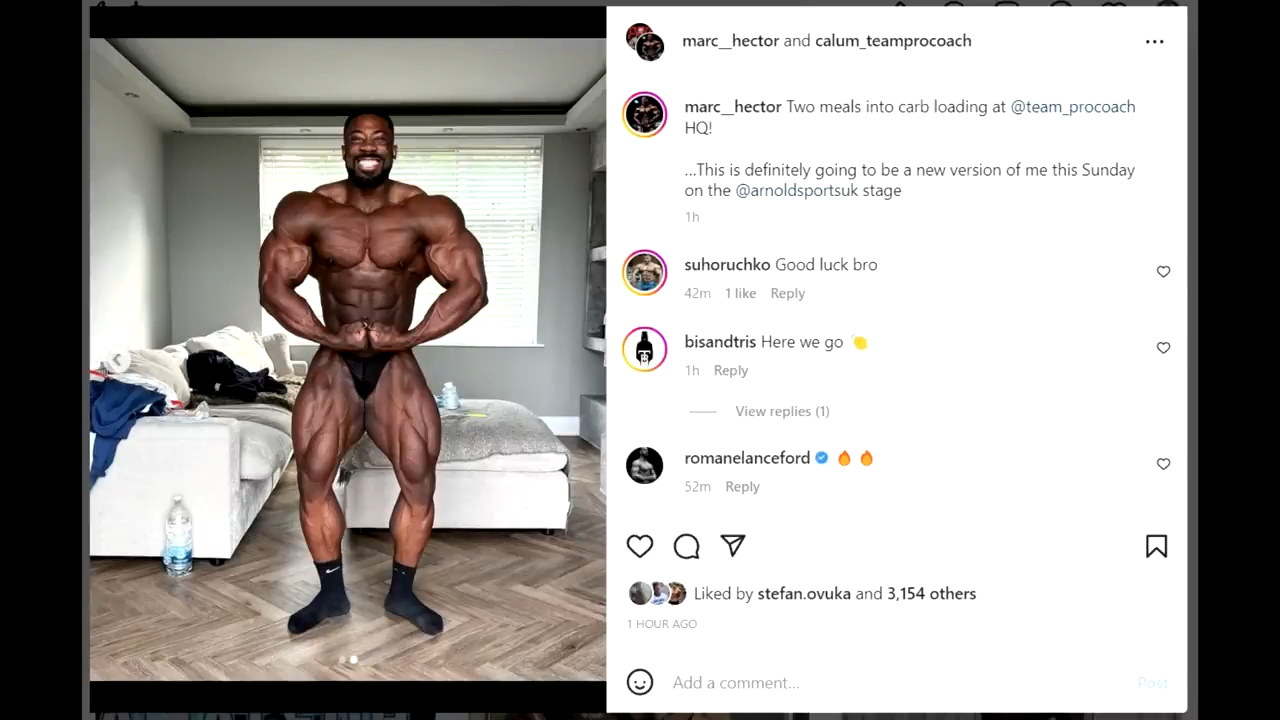 marc__hector and calum_teamprocoach
marc__hector Two meals into carb loading at @team_procoach
HQ!
...This is definitely going to be a new version of me this Sunday
on the @arnoldsportsuk stage
1h
suhoruchko Good luck bro
42m 1 like Reply
bisandtris Here we go
1h Reply
View replies (1)
romanelanceford
52m Reply
Liked by stefan.ovuka and 3,154 others
1 HOUR AGO
Add a comment...
Post